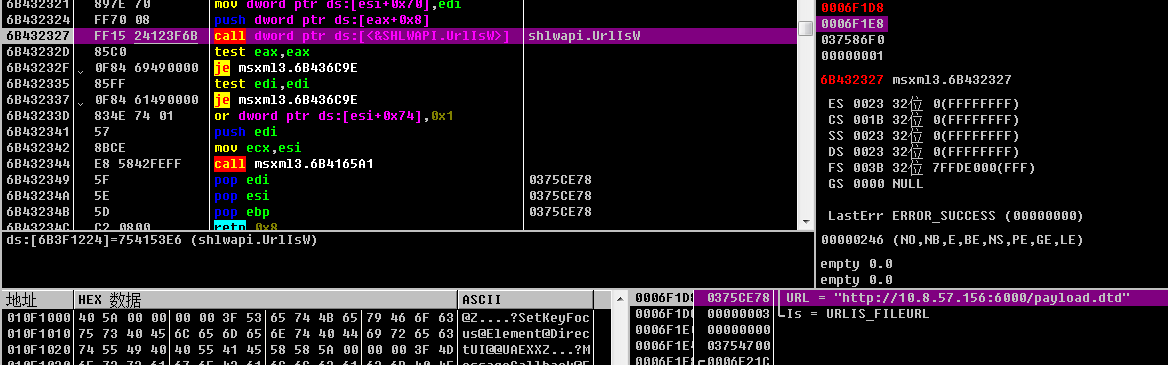 6B432321 897E 70 mov dword ptr ds:[esi+0x70],edi
6B432324 FF70 08 push dword ptr ds:[eax+0x8]
6B432327 FF15 24123F6B call dword ptr ds:[<&SHLWAPI.UrlIsW>] shlwapi.UrlIsW
6B43232D 85C0 test eax,eax
6B43232F 0F84 69490000 je msxml3.6B436C9E
6B432335 85FF test edi,edi
6B432337 0F84 61490000 je msxml3.6B436C9E
6B43233D 834E 74 01 or dword ptr ds:[esi+0x74],0x1
6B432341 57 push edi
6B432342 8BCE mov ecx,esi
6B432344 E8 5842FEFF call msxml3.6B4165A1
6B432349 5F pop edi 0375CE78
6B43234A 5E pop esi 0375CE78
6B43234B 5D pop ebp 0375CE78
6B43234C C2 0800 retn 0x8
ds:[6B3F1224]=754153E6 (shlwapi.UrlIsW)
0006F1D8
0006F1E8
037586F0
00000001
6B432327 msxml3.6B432327
ES 0023 32位 0(FFFFFFFF)
CS 001B 32位 0(FFFFFFFF)
SS 0023 32位 0(FFFFFFFF)
DS 0023 32位 0(FFFFFFFF)
FS 003B 32位 7FFDE000(FFF)
GS 0000 NULL
LastErr ERROR_SUCCESS (00000000)
00000246 (NO,NB,E,BE,NS,PE,GE,LE)
empty 0.0
empty 0.0
地址 HEX 数据 ASCII
010F1000 40 5A 00 00 00 00 3F 53 65 74 4B 65 79 46 6F 63 @Z....?SetKeyFoc
010F1010 75 73 40 45 6C 65 6D 65 6E 74 40 44 69 72 65 63 us@Element@Direc
010F1020 74 55 49 40 40 55 41 45 58 58 5A 00 00 00 3F 4D tUI@@UAEXXZ...?M
0006F1D8 0375CE78 URL = "http://10.8.57.156:6000/payload.dtd"
0006F1D 00000003 Is = URLIS_FILEURL
0006F1E 00000000
0006F1E4 03754700
0006F1E8 0006F21C